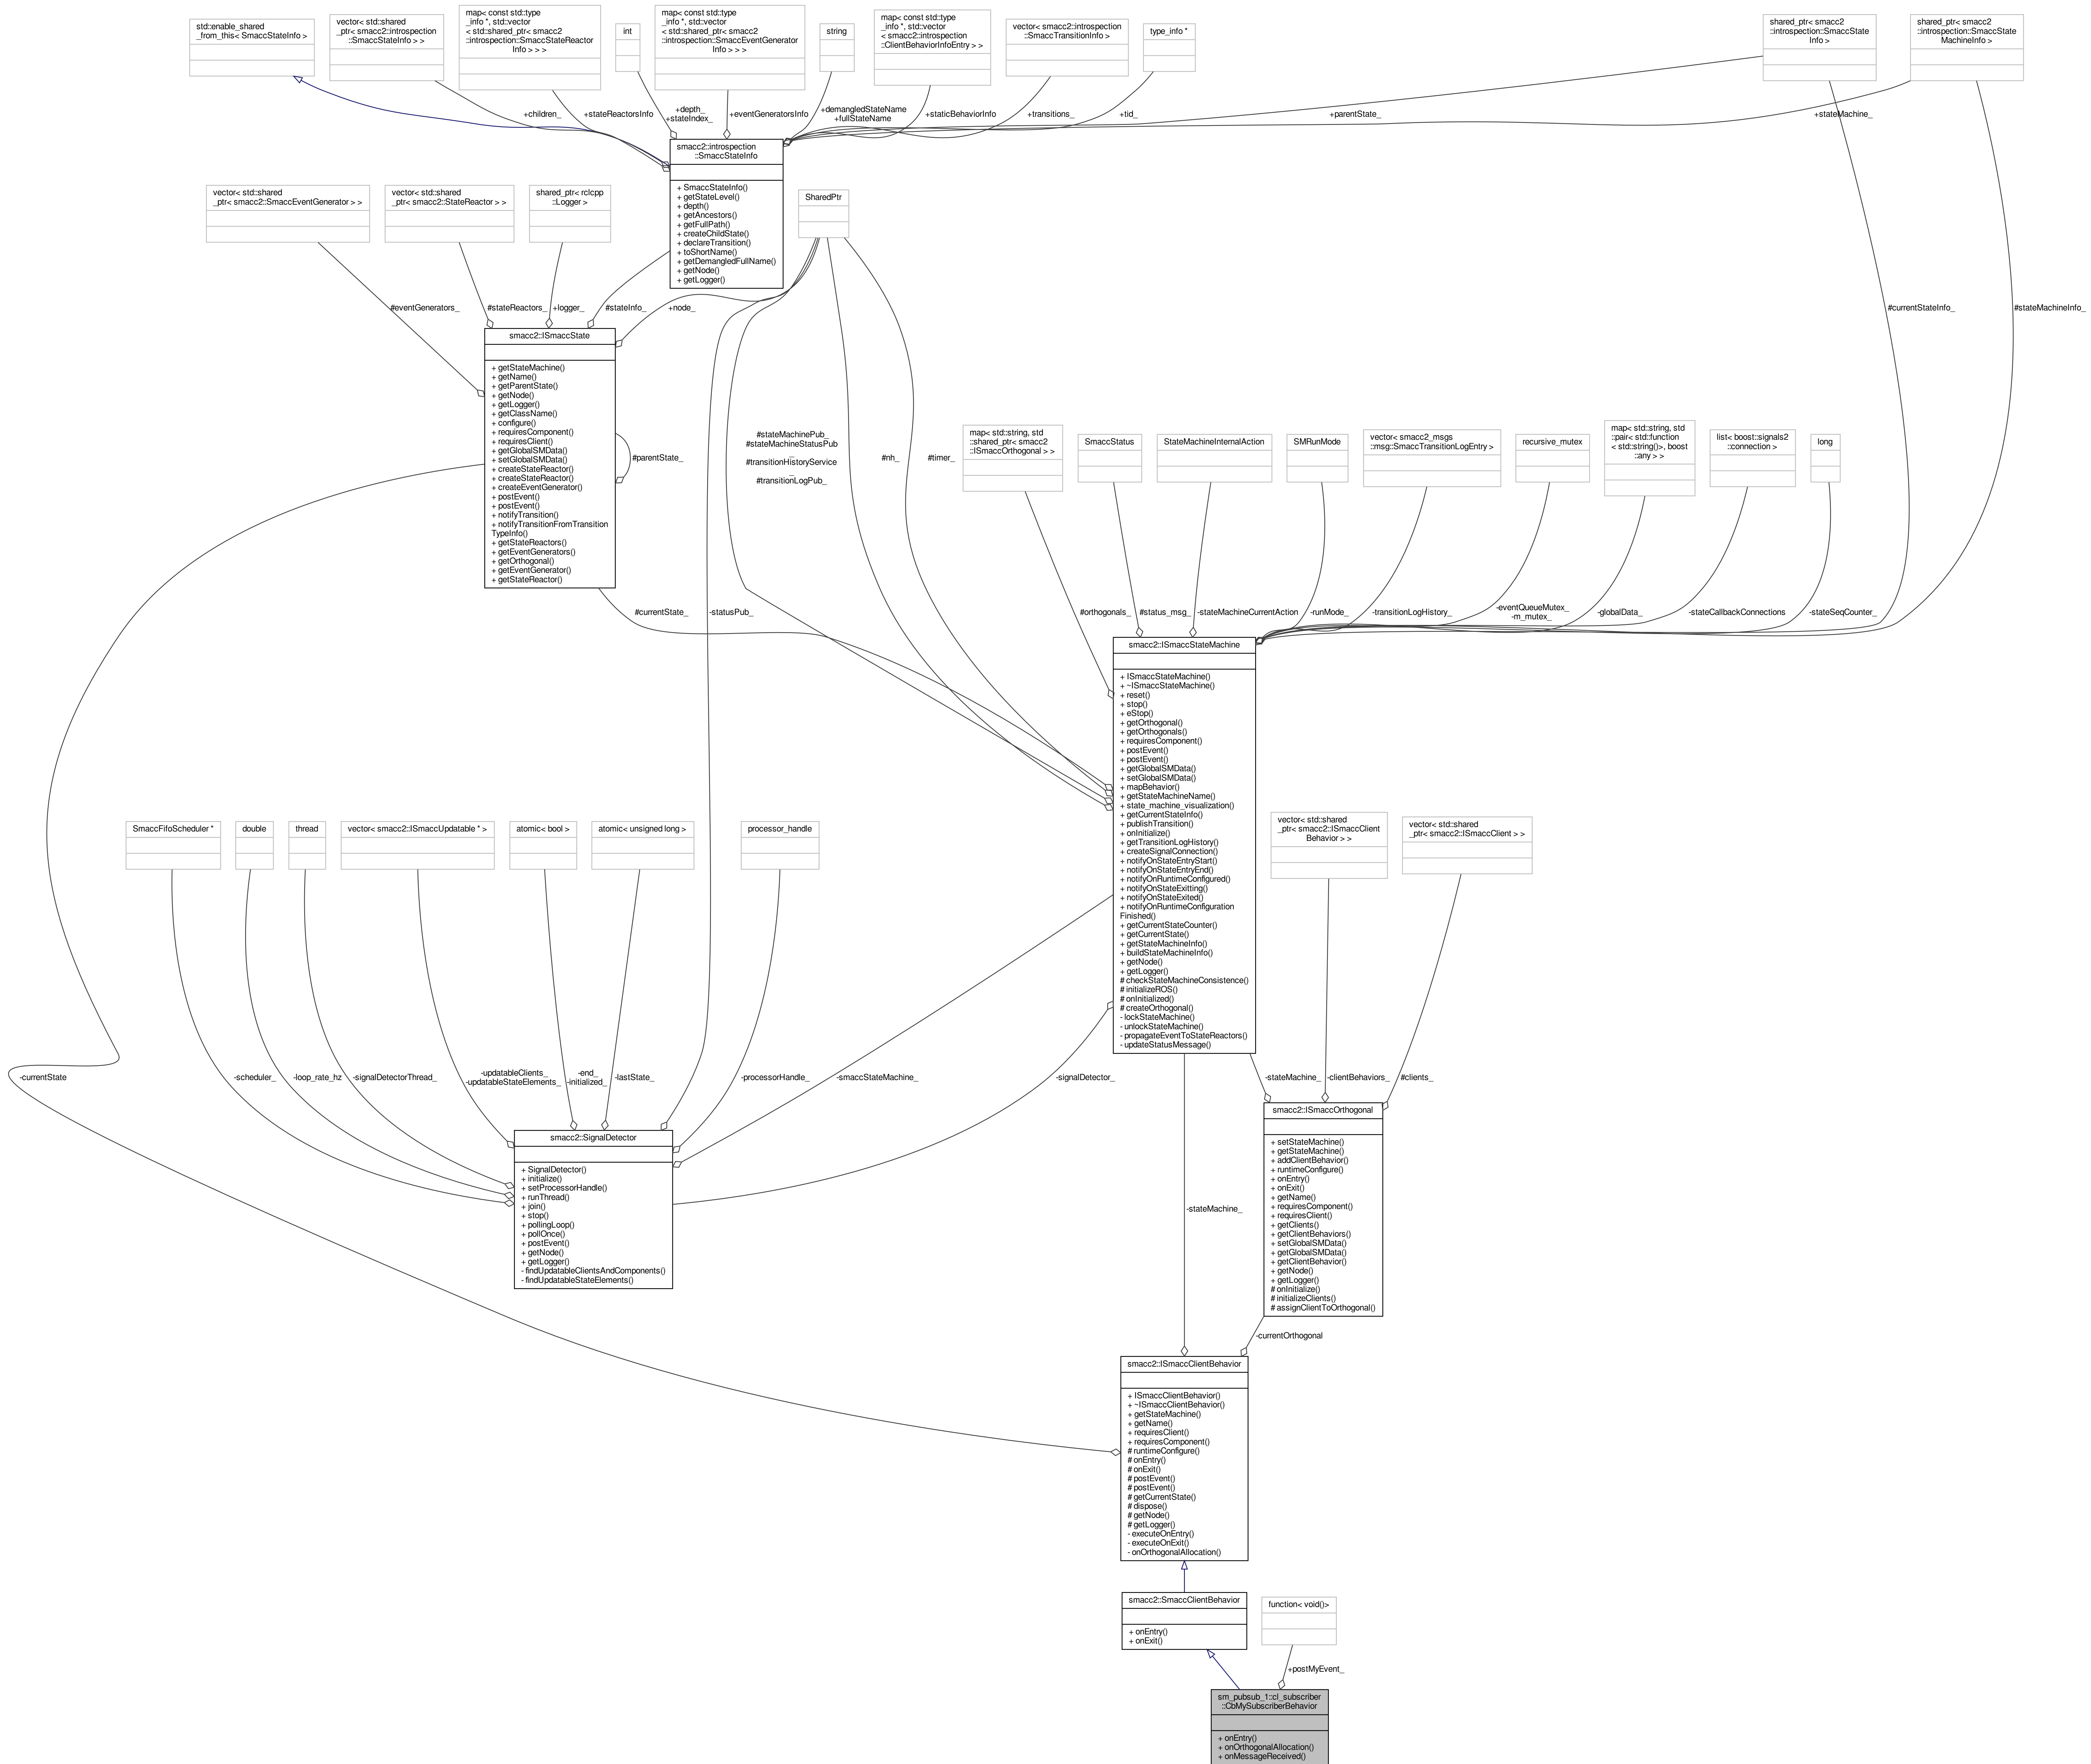 std::enable_shared
_from_this< SmaccStateInfo >
vector< std::shared
_ptr< smacc2::introspection
::SmaccStateInfo > >
map< const std::type
_info *, std::vector
< std::shared_ptr< smacc2
::introspection::SmaccStateReactor
Info > > >
int
map< const std::type
_info *, std::vector
< std::shared_ptr< smacc2
::introspection::SmaccEventGenerator
Info > > >
string
map< const std::type
_info *, std::vector
< smacc2::introspection
::ClientBehaviorInfoEntry > >
vector< smacc2::introspection
::SmaccTransitionInfo >
type_info *
shared_ptr< smacc2
::introspection::SmaccState
Info >
shared_ptr< smacc2
::introspection::SmaccState
MachineInfo >
+children_
+stateReactorsInfo
+depth_
+stateIndex_
+eventGeneratorsInfo
+demangledStateName
+fullStateName
+staticBehaviorInfo
+transitions_
+tid_
+parentState_
+stateMachine_
smacc2::introspection
::SmaccStateInfo
+ SmaccStateInfo()
+ getStateLevel()
+ depth()
+ getAncestors()
+ getFullPath()
+ createChildState()
+ declareTransition()
+ toShortName()
+ getDemangledFullName()
+ getNode()
+ getLogger()
vector< std::shared
_ptr< smacc2::SmaccEventGenerator > >
vector< std::shared
_ptr< smacc2::StateReactor > >
shared_ptr< rclcpp
::Logger >
SharedPtr
#eventGenerators_
#stateReactors_
+logger_
#stateInfo_
+node_
#currentStateInfo_
#stateMachineInfo_
smacc2::ISmaccState
+ getStateMachine()
+ getName()
+ getParentState()
+ getNode()
+ getLogger()
+ getClassName()
+ configure()
+ requiresComponent()
+ requiresClient()
+ getGlobalSMData()
+ setGlobalSMData()
+ createStateReactor()
+ createStateReactor()
+ createEventGenerator()
+ postEvent()
+ postEvent()
+ notifyTransition()
+ notifyTransitionFromTransition
TypeInfo()
+ getStateReactors()
+ getEventGenerators()
+ getOrthogonal()
+ getEventGenerator()
+ getStateReactor()
#parentState_
#stateMachinePub_
#stateMachineStatusPub
_
#transitionHistoryService
_
#transitionLogPub_
#nh_
#timer_
map< std::string, std
::shared_ptr< smacc2
::ISmaccOrthogonal > >
SmaccStatus
StateMachineInternalAction
SMRunMode
vector< smacc2_msgs
::msg::SmaccTransitionLogEntry >
recursive_mutex
map< std::string, std
::pair< std::function
< std::string()>, boost
::any > >
list< boost::signals2
::connection >
long
#currentState_
-statusPub_
#orthogonals_
#status_msg_
-stateMachineCurrentAction
-runMode_
-transitionLogHistory_
-eventQueueMutex_
-m_mutex_
-globalData_
-stateCallbackConnections
-stateSeqCounter_
smacc2::ISmaccStateMachine
+ ISmaccStateMachine()
+ ~ISmaccStateMachine()
+ reset()
+ stop()
+ eStop()
+ getOrthogonal()
+ getOrthogonals()
+ requiresComponent()
+ postEvent()
+ postEvent()
+ getGlobalSMData()
+ setGlobalSMData()
+ mapBehavior()
+ getStateMachineName()
+ state_machine_visualization()
+ getCurrentStateInfo()
+ publishTransition()
+ onInitialize()
+ getTransitionLogHistory()
+ createSignalConnection()
+ notifyOnStateEntryStart()
+ notifyOnStateEntryEnd()
+ notifyOnRuntimeConfigured()
+ notifyOnStateExitting()
+ notifyOnStateExited()
+ notifyOnRuntimeConfiguration
Finished()
+ getCurrentStateCounter()
+ getCurrentState()
+ getStateMachineInfo()
+ buildStateMachineInfo()
+ getNode()
+ getLogger()
# checkStateMachineConsistence()
# initializeROS()
# onInitialized()
# createOrthogonal()
- lockStateMachine()
- unlockStateMachine()
- propagateEventToStateReactors()
- updateStatusMessage()
SmaccFifoScheduler *
double
thread
vector< smacc2::ISmaccUpdatable * >
atomic< bool >
atomic< unsigned long >
processor_handle
vector< std::shared
_ptr< smacc2::ISmaccClient
Behavior > >
vector< std::shared
_ptr< smacc2::ISmaccClient > >
-currentState
-scheduler_
-loop_rate_hz
-signalDetectorThread_
-updatableClients_
-updatableStateElements_
-end_
-initialized_
-lastState_
-processorHandle_
-smaccStateMachine_
-signalDetector_
-stateMachine_
-clientBehaviors_
#clients_
smacc2::SignalDetector
+ SignalDetector()
+ initialize()
+ setProcessorHandle()
+ runThread()
+ join()
+ stop()
+ pollingLoop()
+ pollOnce()
+ postEvent()
+ getNode()
+ getLogger()
- findUpdatableClientsAndComponents()
- findUpdatableStateElements()
smacc2::ISmaccOrthogonal
+ setStateMachine()
+ getStateMachine()
+ addClientBehavior()
+ runtimeConfigure()
+ onEntry()
+ onExit()
+ getName()
+ requiresComponent()
+ requiresClient()
+ getClients()
+ getClientBehaviors()
+ setGlobalSMData()
+ getGlobalSMData()
+ getClientBehavior()
+ getNode()
+ getLogger()
# onInitialize()
# initializeClients()
# assignClientToOrthogonal()
-stateMachine_
-currentOrthogonal
smacc2::ISmaccClientBehavior
+ ISmaccClientBehavior()
+ ~ISmaccClientBehavior()
+ getStateMachine()
+ getName()
+ requiresClient()
+ requiresComponent()
# runtimeConfigure()
# onEntry()
# onExit()
# postEvent()
# postEvent()
# getCurrentState()
# dispose()
# getNode()
# getLogger()
- executeOnEntry()
- executeOnExit()
- onOrthogonalAllocation()
smacc2::SmaccClientBehavior
+ onEntry()
+ onExit()
function< void()>
+postMyEvent_
sm_pubsub_1::cl_subscriber
::CbMySubscriberBehavior
+ onEntry()
+ onOrthogonalAllocation()
+ onMessageReceived()